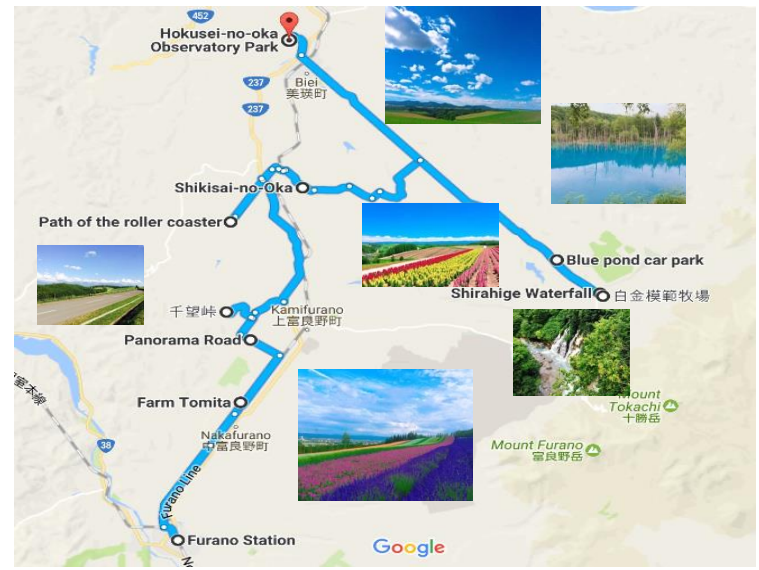 452
Hokusei-no-oka
Observatory Park
Biei
美瑛町
237
237
Shikisai-no-Oka
Path of the roller coaster
Blue pond car park
Shirahige Waterfall
白金模範牧場
千望峠
Kamifurano
上富良野町
Panorama Road
Farm Tomita
Nakafurano
中富良野町
Mount
Tokachi
十勝岳
Mount Furano
富良野岳
室本線
38
Furano Line
Furano Station
Google